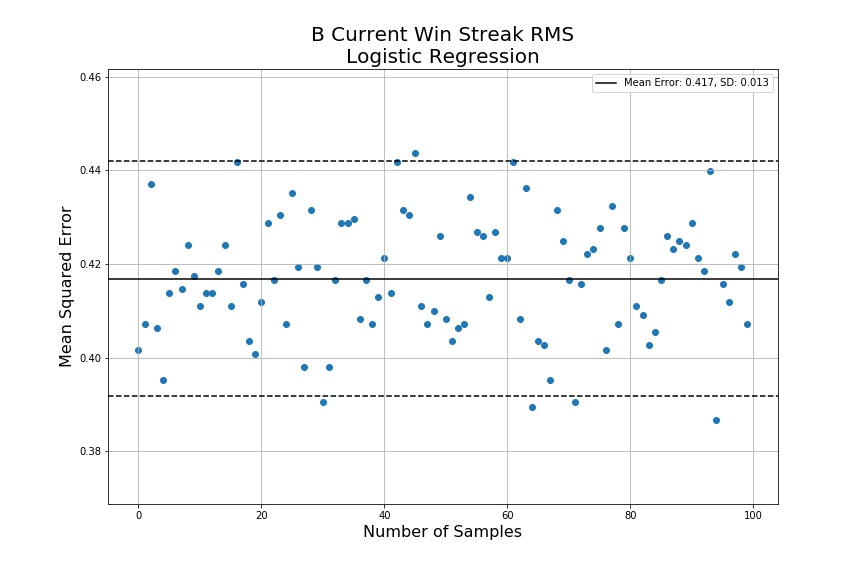 B Current Win Streak RMS
Logistic Regression
Mean Error: 0.417, SD: 0.013
Mean Squared Error
0.46
0.44
0.42
0.40
0.38
0
20
40
60
80
100
Number of Samples